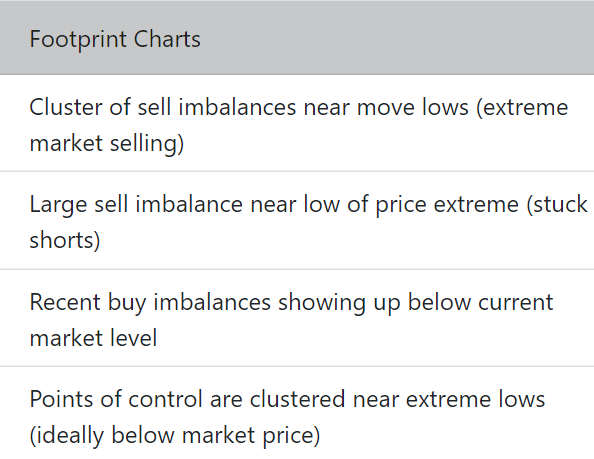 Footprint Charts
Cluster of sell imbalances near move lows (extreme
market selling)
Large sell imbalance near low of price extreme (stuck
shorts)
Recent buy imbalances showing up below current
market level
Points of control are clustered near extreme lows
(ideally below market price)